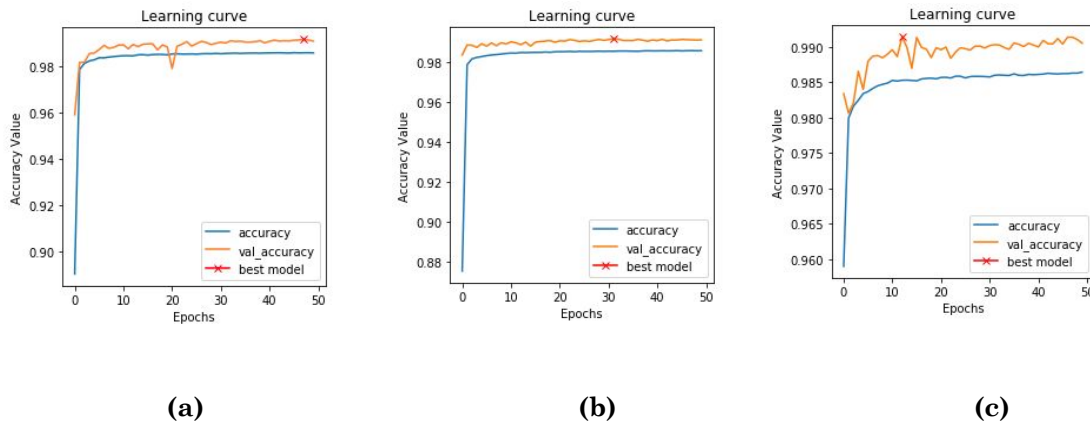 Learning curve
Accuracy Value
0.98
0.96
0.94
0.92
0.90
accuracy
val_accuracy
best model
0 10 20 30 40 50
Epochs
(a)
Learning curve
Accuracy Value
0.98
0.96
0.94
0.92
0.90
0.88
accuracy
val_accuracy
best model
0 10 20 30 40 50
Epochs
(b)
Learning curve
Accuracy Value
0.990
0.985
0.980
0.975
0.970
0.965
0.960
accuracy
val_accuracy
best model
0 10 20 30 40 50
Epochs
(c)